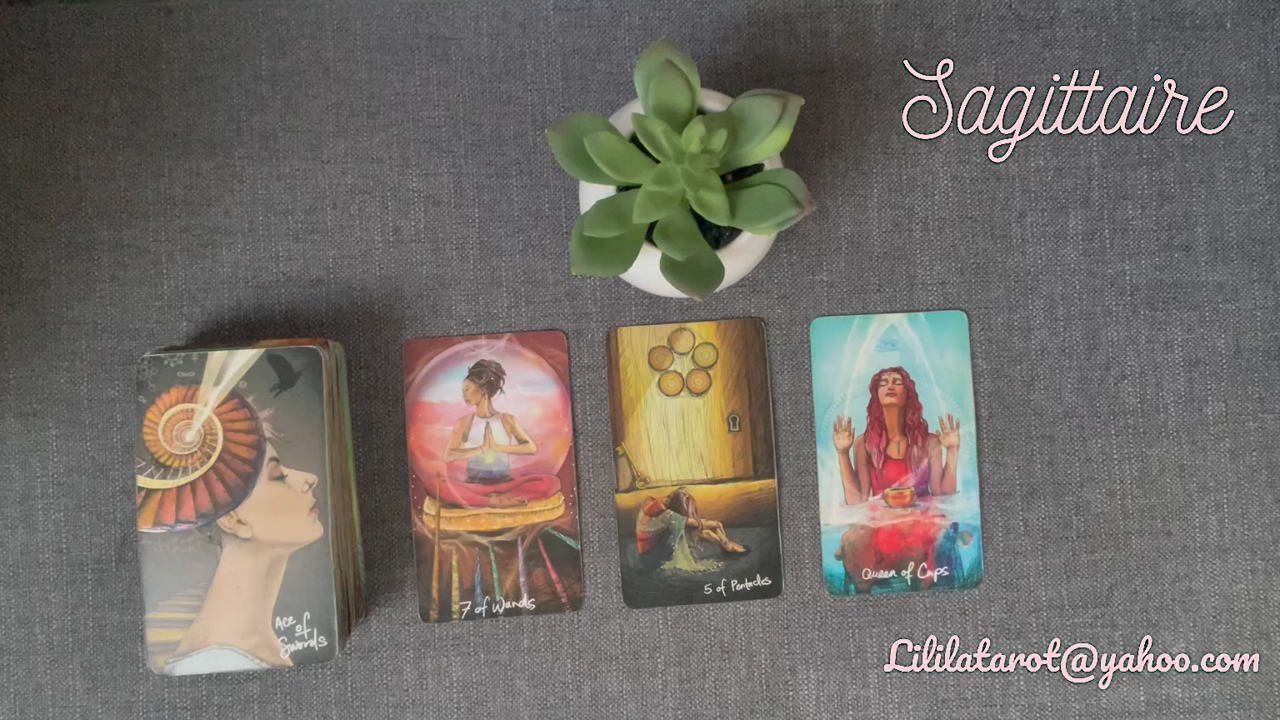 Sagittaire
Ace
of
Swords
7 of Wands
5 of Pentacles
Queen of Cups
Lililatarot@yahoo.com